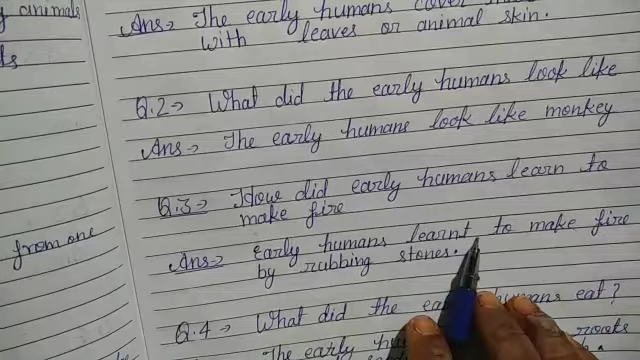 animals
Ans:- The early humans cover
with leaves or animal skin.
Q.2-> What did the early humans look like
Ans-> The early humans look like monkey
Q.3-> How did early humans learn to
make fire
from one
Ans-> Early humans learnt to make fire
by rubbing stones.
Q.4-> What did the humans eat?
The early roots